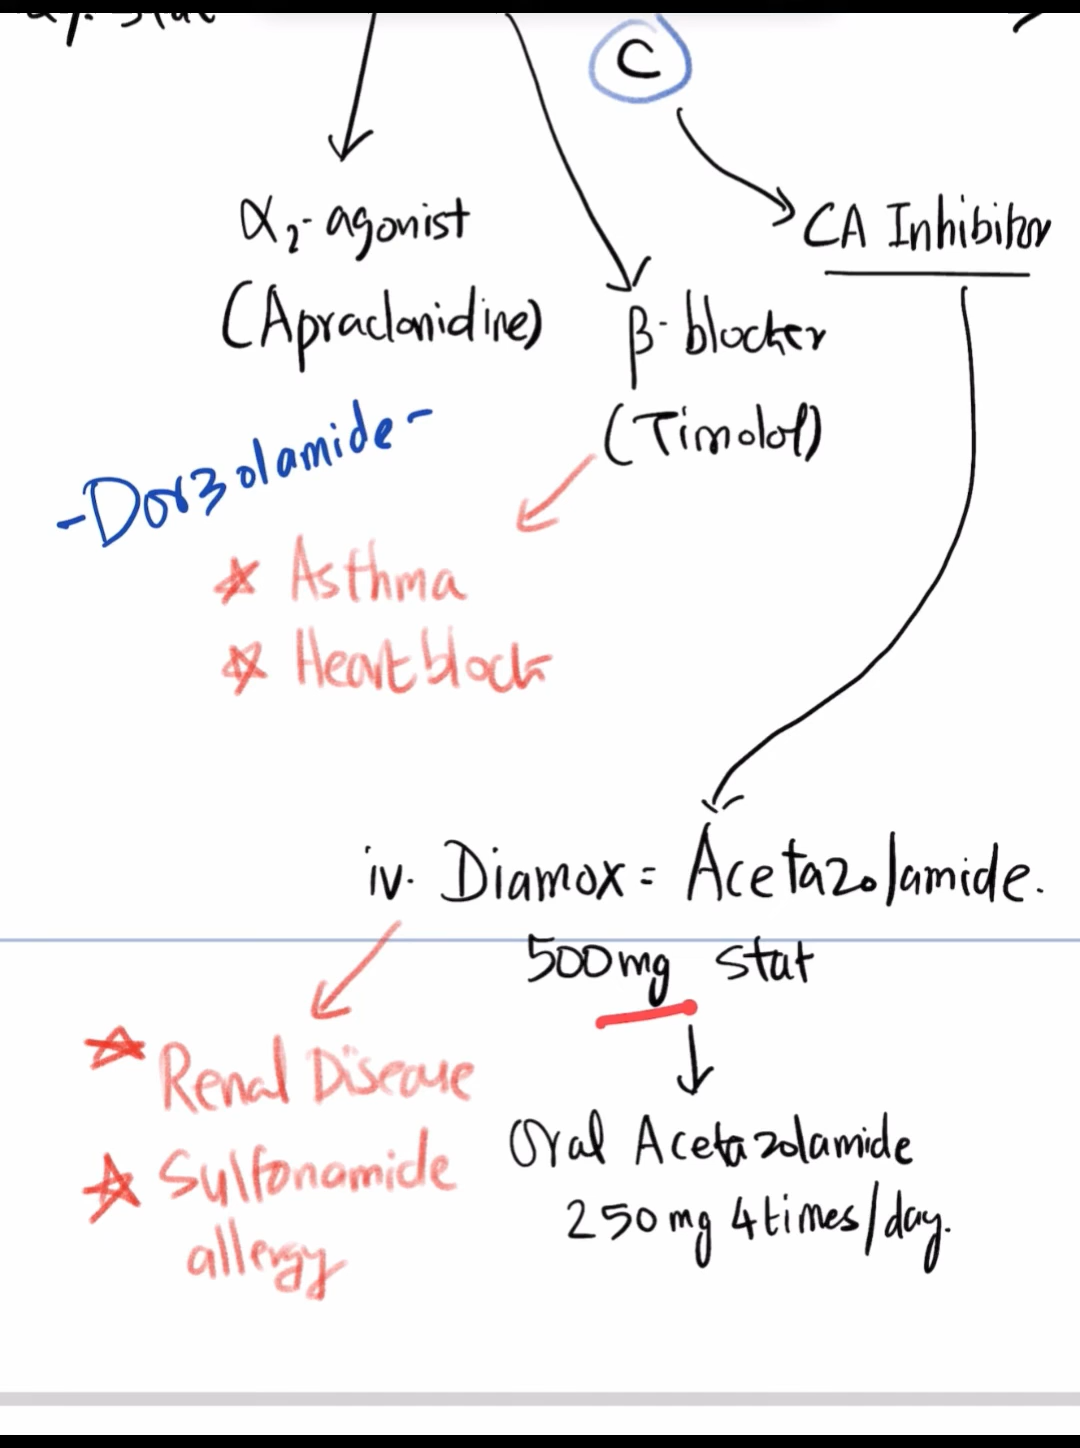 stat
C
α₂-agonist
(Apraclonidine)
CA Inhibitor
β-blocker
(Timolol)
-Dorzolamide-
Asthma
Heart block
iv. Diamox = Acetazolamide.
500mg stat
Renal Disease
Sulfonamide
allergy
Oral Acetazolamide
250mg 4times/day.